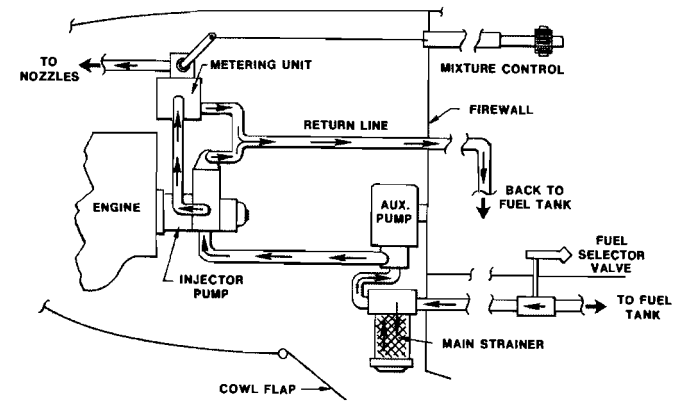 TO
NOZZLES
METERING UNIT
MIXTURE CONTROL
FIREWALL
RETURN LINE
ENGINE
AUX.
PUMP
BACK TO
FUEL TANK
FUEL
SELECTOR
VALVE
INJECTOR
PUMP
TO FUEL
TANK
MAIN STRAINER
COWL FLAP